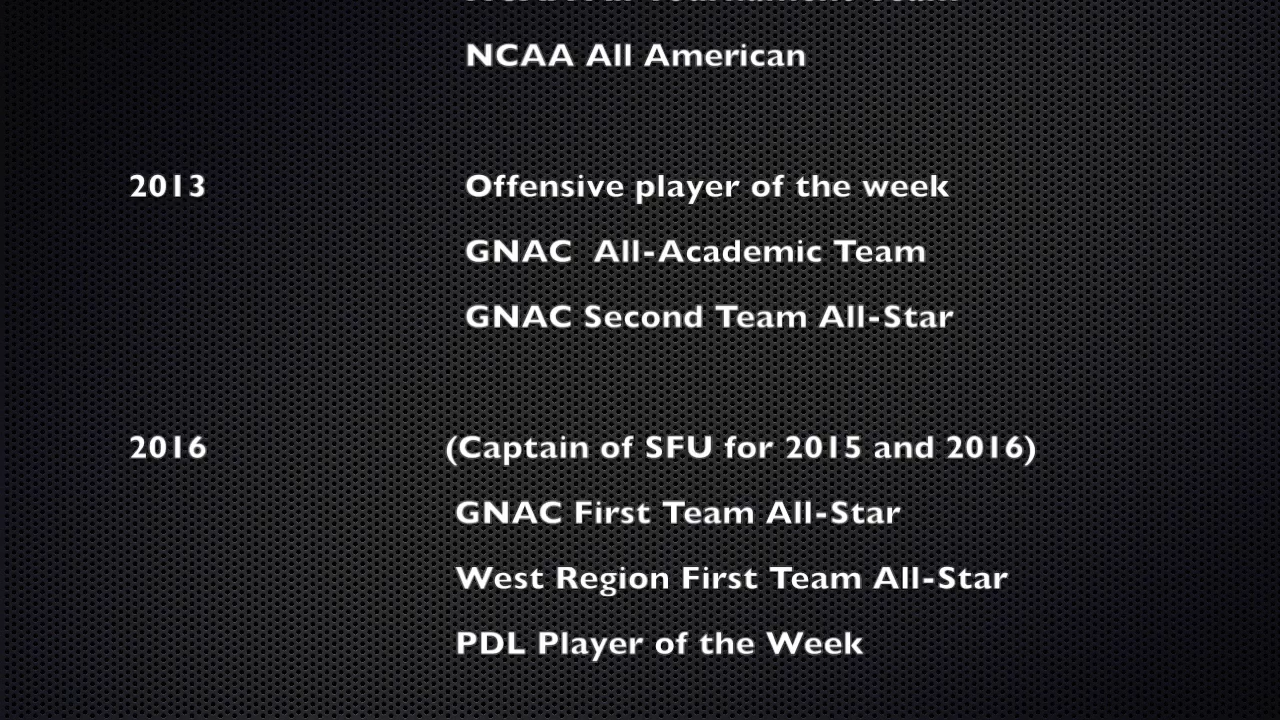 NCAA All American
2013 Offensive player of the week
GNAC  All-Academic Team
GNAC Second Team All-Star
2016 (Captain of SFU for 2015 and 2016)
GNAC First Team All-Star
West Region First Team All-Star
PDL Player of the Week